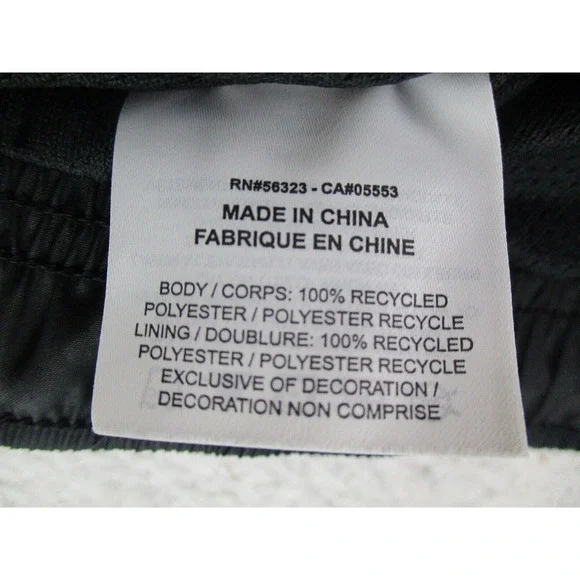 RN#56323 - CA#05553
MADE IN CHINA
FABRIQUE EN CHINE
BODY / CORPS: 100% RECYCLED
POLYESTER / POLYESTER RECYCLE
LINING / DOUBLURE: 100% RECYCLED
POLYESTER / POLYESTER RECYCLE
EXCLUSIVE OF DECORATION /
DECORATION NON COMPRISE